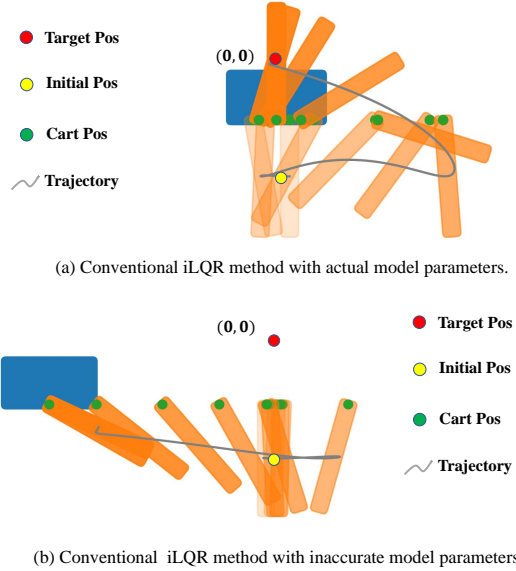 Target Pos
(0, 0)
Initial Pos
Cart Pos
Trajectory
(a) Conventional iLQR method with actual model parameters.
(0, 0)
Target Pos
Initial Pos
Cart Pos
Trajectory
(b) Conventional iLQR method with inaccurate model parameters